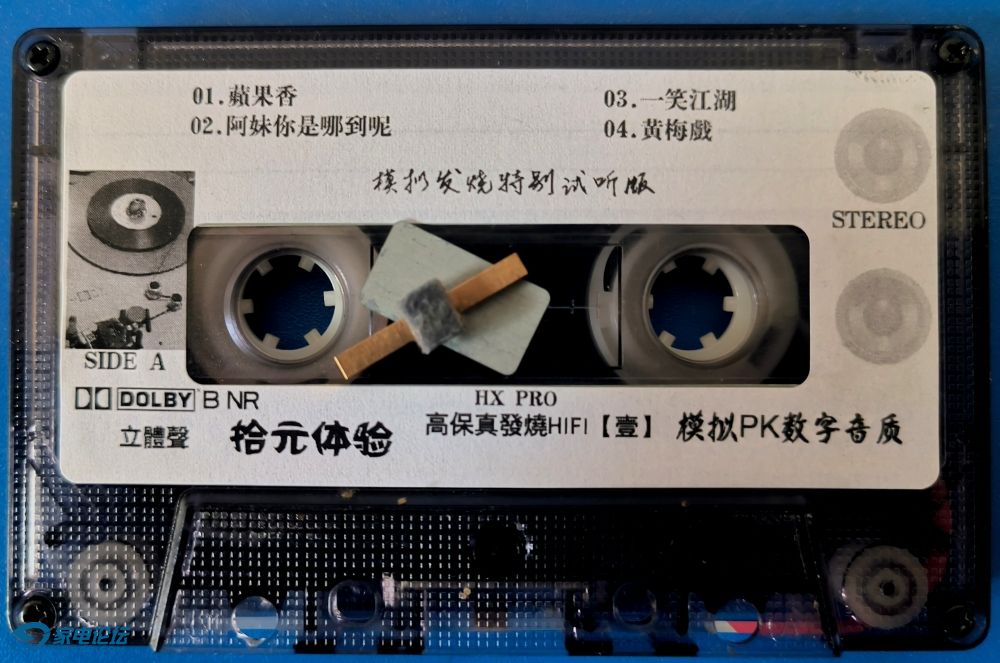 01.蘋果香
02.阿妹你是哪到呢
03.一笑江湖
04.黄梅戲
模拟发烧特别试听版
STEREO
SIDE A
DOLBY B NR
HX PRO
立體聲
拾元体验
高保真發燒HIFI【壹】
模拟PK数字音质
家电论坛